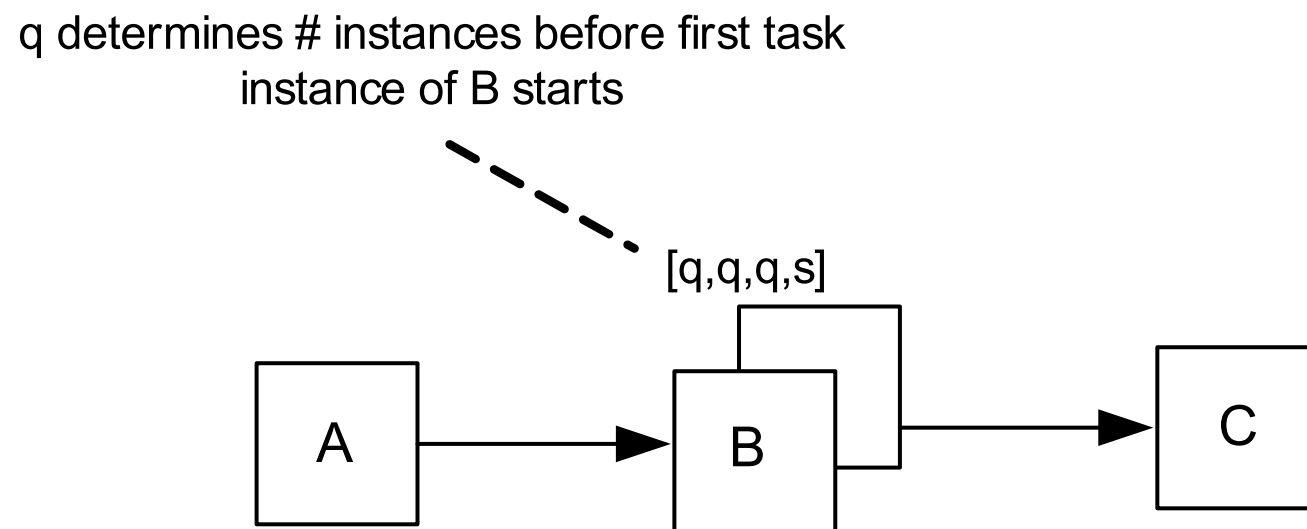 q determines # instances before first task
instance of B starts
[q,q,q,s]
A
B
C